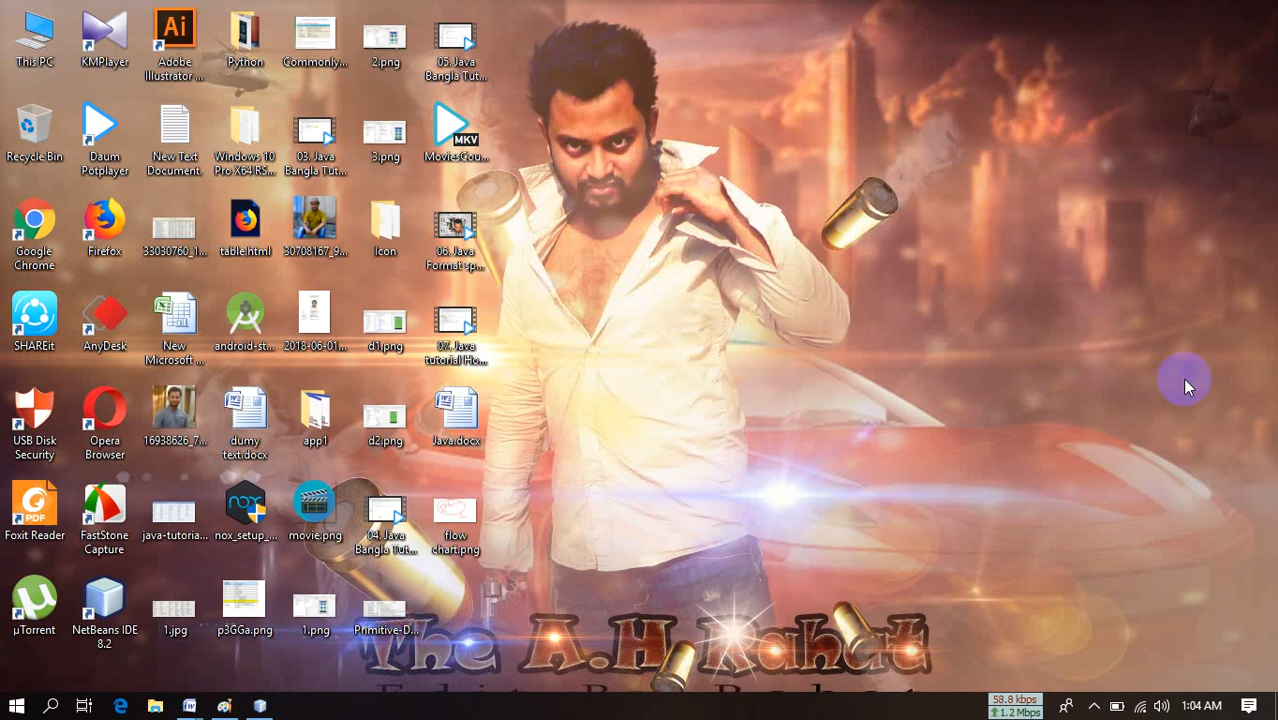 This PC
KMPlayer
Adobe
Illustrator ...
Python
Commonly...
2.png
05. Java
Bangla Tut...
Recycle Bin
Daum
Potplayer
New Text
Document.
Windows 10
Pro X64 RS...
03. Java
Bangla Tut...
3.png
MKV
MoviesCou...
Google
Chrome
Firefox
33030760_1...
table.html
30708167_9...
Icon
06. Java
Format sp...
SHAREit
AnyDesk
New
Microsoft ...
android-st...
2018-06-01...
d1.png
07. Java
tutorial Ho...
USB Disk
Security
Opera
Browser
16938626_7...
dumy
text.docx
app1
d2.png
Java.docx
PDF
Foxit Reader
FastStone
Capture
java-tutoria...
nox
nox_setup_...
movie.png
04. Java
Bangla Tut...
flow
chart.png
µTorrent
NetBeans IDE
8.2
1.jpg
p3GGa.png
1.png
Primitive-D...
Ai
The A.H Rahat
58.8 kbps
1.2 Mbps
1:04 AM